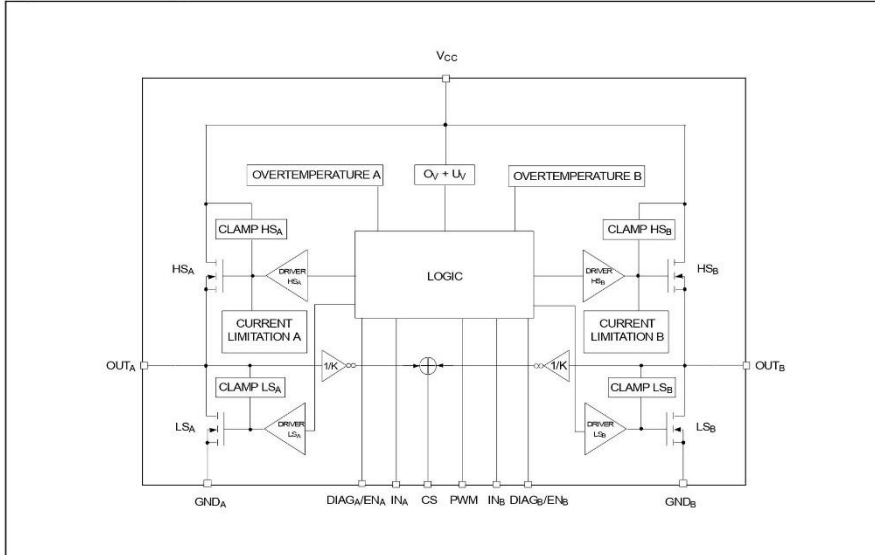 VCC
OVERTEMPERATURE A
OV + UV
OVERTEMPERATURE B
CLAMP HSA
CLAMP HSB
HSA
DRIVER
HSA
LOGIC
DRIVER
HSB
HSB
CURRENT
LIMITATION A
CURRENT
LIMITATION B
OUTA
1/K
1/K
OUTB
CLAMP LSA
CLAMP LSB
LSA
DRIVER
LSA
DRIVER
LSB
LSB
GNDA
DIAGA/ENA
INA
CS
PWM
INB
DIAGB/ENB
GNDB